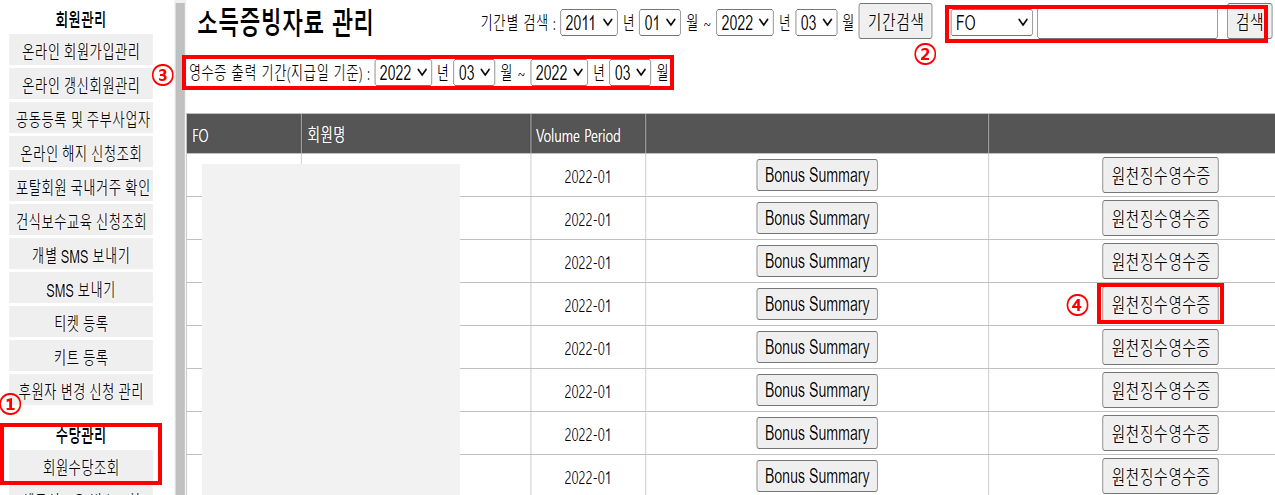 회원관리
온라인 회원가입관리
온라인 갱신회원관리
공동등록 및 주부사업자
온라인 해지 신청조회
포탈회원 국내거주 확인
건식보수교육 신청조회
개별 SMS 보내기
SMS 보내기
티켓 등록
키트 등록
후원자 변경 신청 관리
①
수당관리
회원수당조회
소득증빙자료 관리
기간별 검색 : 2011 년 01 월 ~ 2022 년 03 월 기간검색
② FO 검색
③ 영수증 출력 기간(지급일 기준) : 2022 년 03 월 ~ 2022 년 03 월
FO 회원명 Volume Period
2022-01 Bonus Summary 원천징수영수증
2022-01 Bonus Summary 원천징수영수증
2022-01 Bonus Summary 원천징수영수증
2022-01 Bonus Summary ④ 원천징수영수증
2022-01 Bonus Summary 원천징수영수증
2022-01 Bonus Summary 원천징수영수증
2022-01 Bonus Summary 원천징수영수증
2022-01 Bonus Summary 원천징수영수증